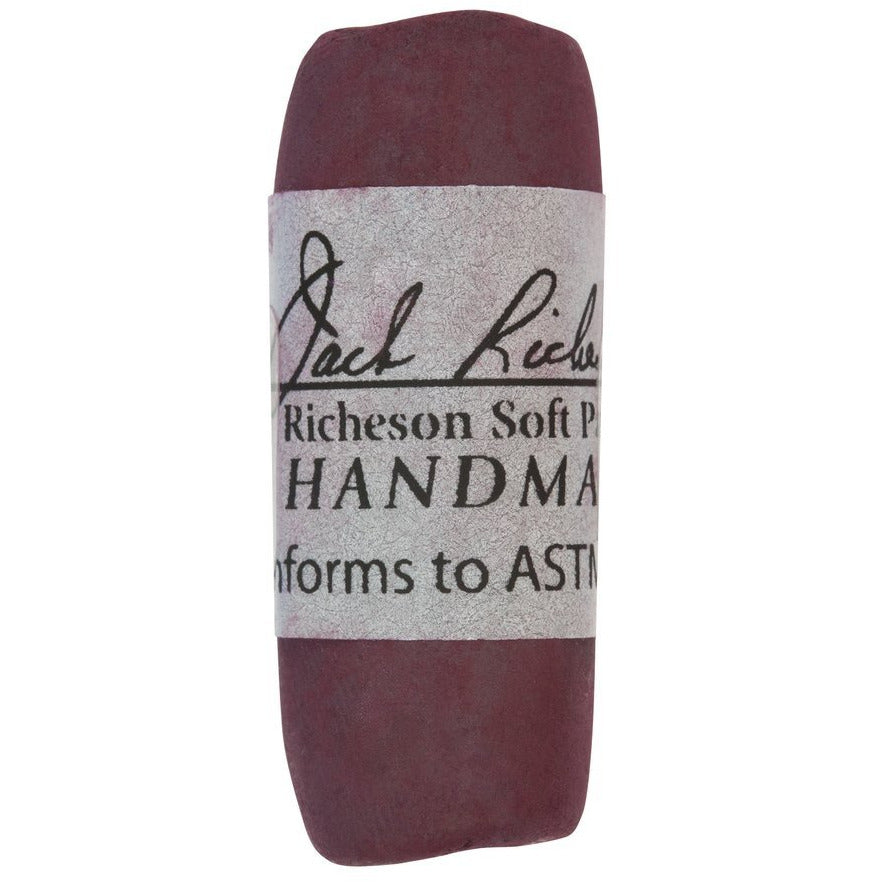 Jack Riche
Richeson Soft P
HANDMA
nforms to ASTM